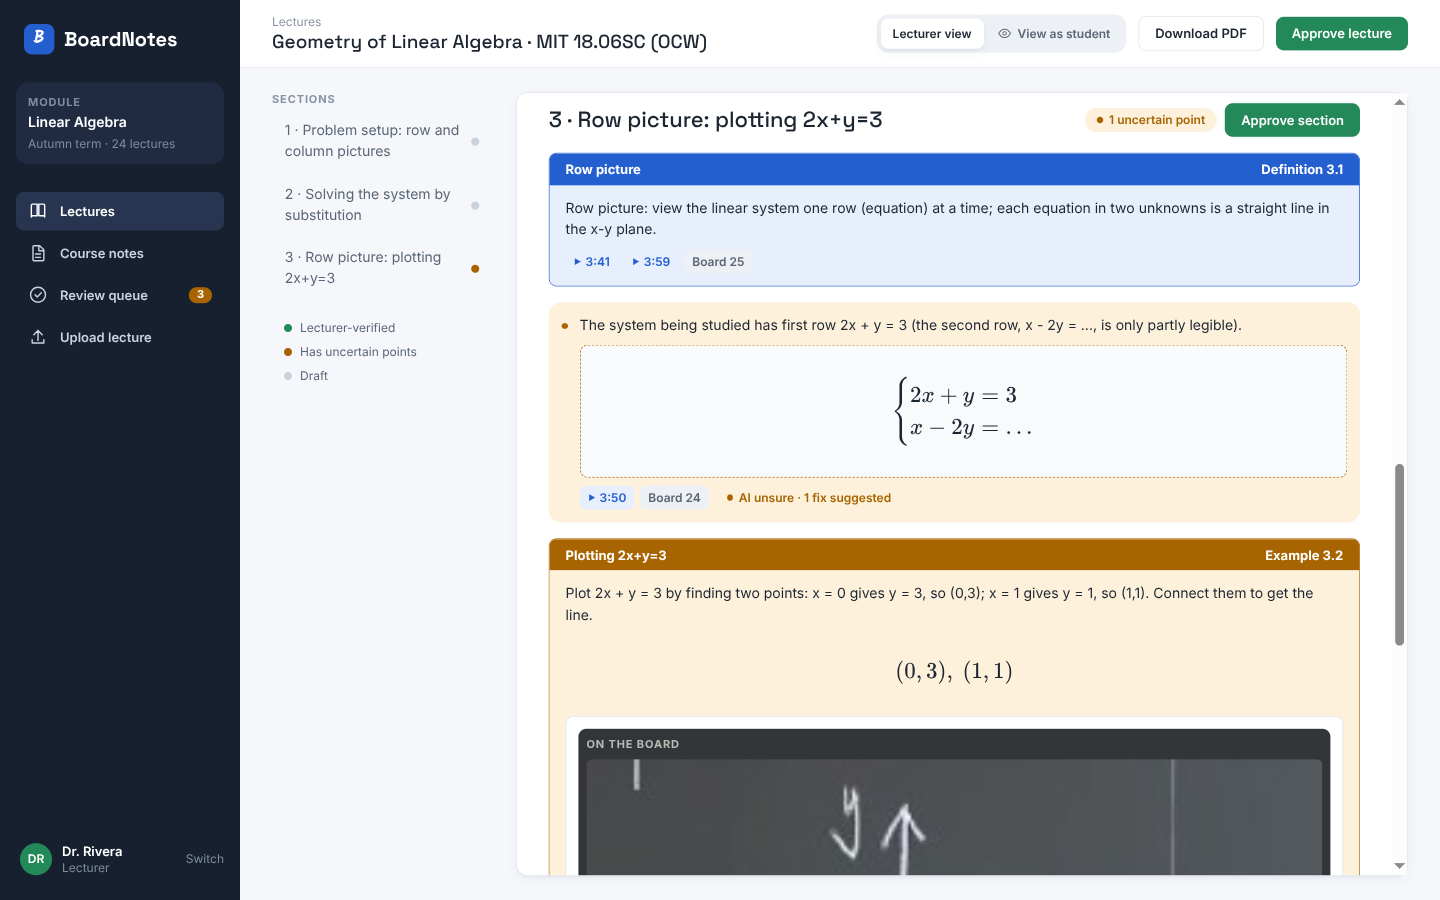 BoardNotes
MODULE
Linear Algebra
Autumn term · 24 lectures
Lectures
Course notes
Review queue 3
Upload lecture
DR
Dr. Rivera
Lecturer
Switch
Lectures
Geometry of Linear Algebra · MIT 18.06SC (OCW)
Lecturer view
View as student
Download PDF
Approve lecture
SECTIONS
1 · Problem setup: row and
column pictures
2 · Solving the system by
substitution
3 · Row picture: plotting
2x+y=3
Lecturer-verified
Has uncertain points
Draft
3 · Row picture: plotting 2x+y=3
1 uncertain point
Approve section
Row picture Definition 3.1
Row picture: view the linear system one row (equation) at a time; each equation in two unknowns is a straight line in
the x-y plane.
3:41 3:59 Board 25
The system being studied has first row 2x + y = 3 (the second row, x - 2y = ..., is only partly legible).
2x + y = 3
x − 2y = ...
3:50 Board 24 AI unsure · 1 fix suggested
Plotting 2x+y=3 Example 3.2
Plot 2x + y = 3 by finding two points: x = 0 gives y = 3, so (0,3); x = 1 gives y = 1, so (1,1). Connect them to get the
line.
(0, 3), (1, 1)
ON THE BOARD
y